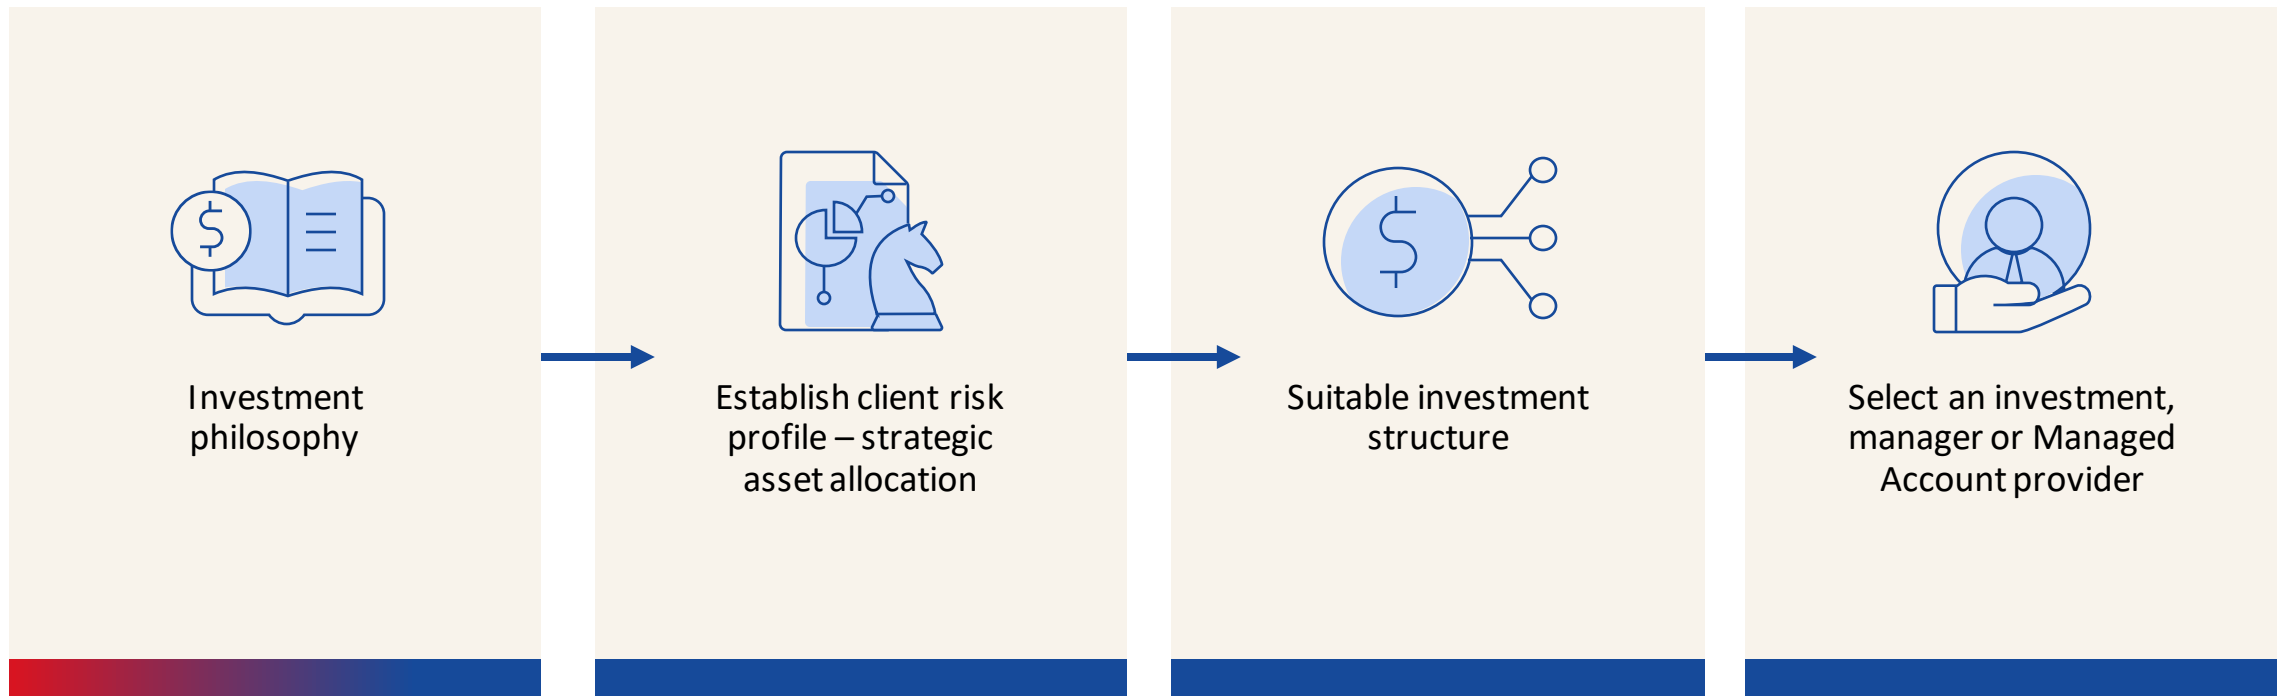 Investment
philosophy
Establish client risk
profile – strategic
asset allocation
Suitable investment
structure
Select an investment,
manager or Managed
Account provider